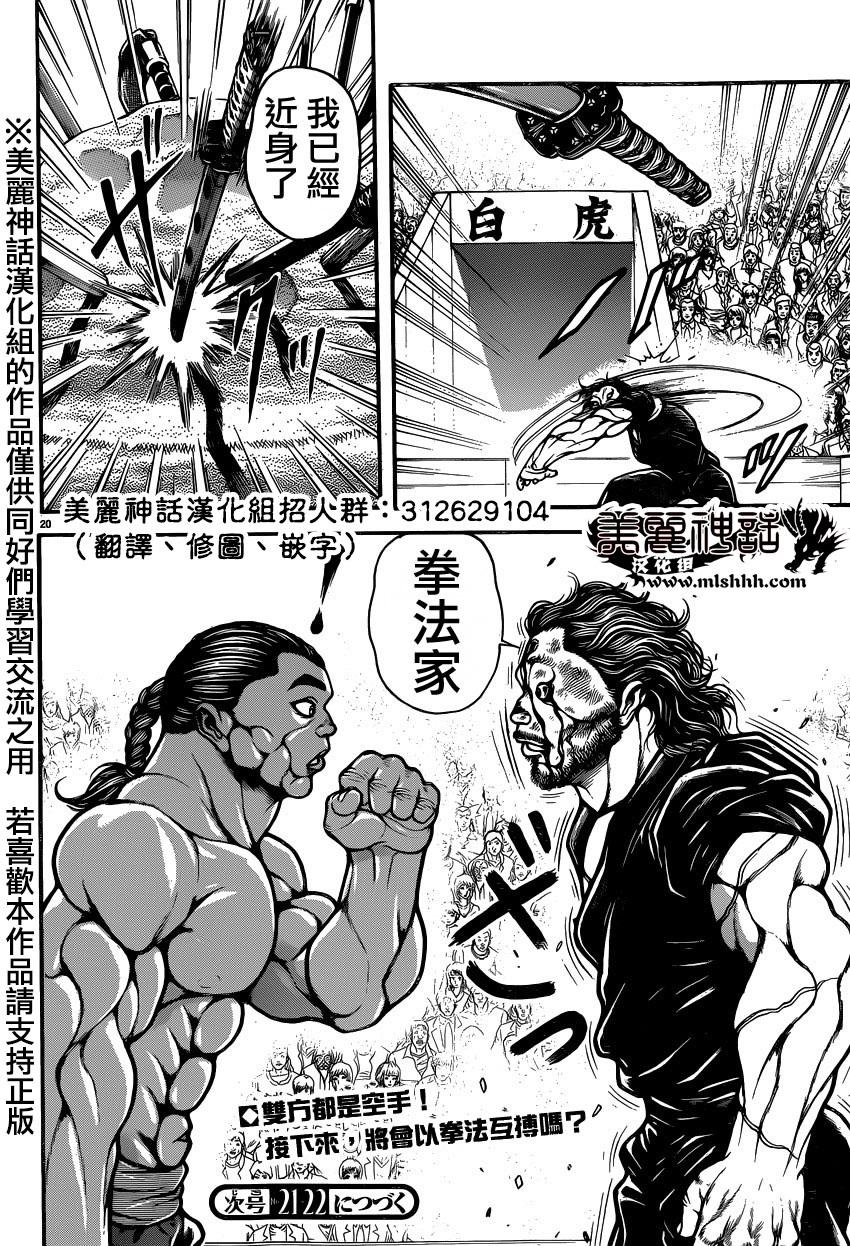 白虎
我已經
近身了
美麗神話漢化組招人群：312629104
（翻譯、修圖、嵌字）
20
美麗神話
汉化组
www.mlshhh.com
拳法家
ザッ
雙方都是空手！
接下來，將會以拳法互搏嗎？
次号21.22につづく
※美麗神話漢化組的作品僅供同好們學習交流之用　若喜歡本作品請支持正版